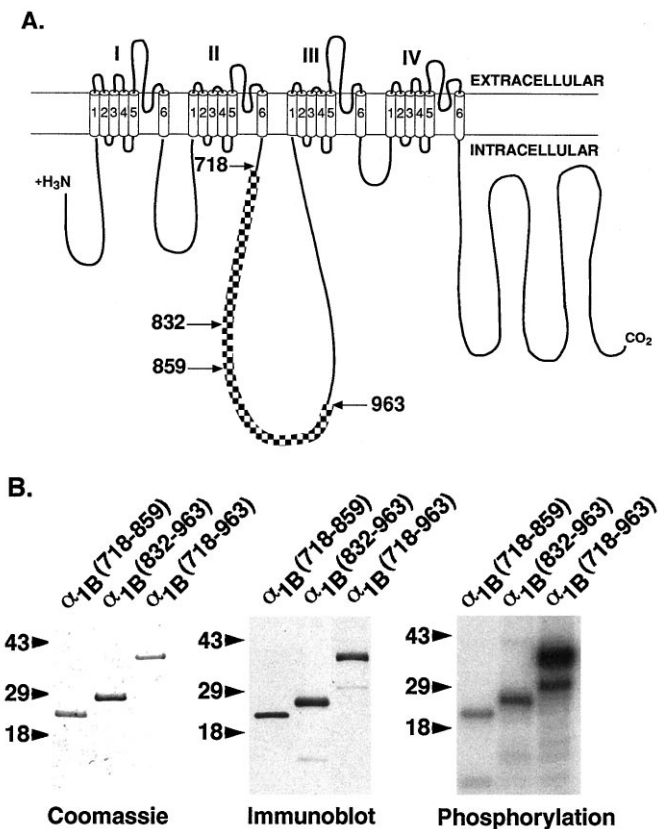 A.
I II III IV
EXTRACELLULAR
1 2 3 4 5 6 1 2 3 4 5 6 1 2 3 4 5 6 1 2 3 4 5 6
INTRACELLULAR
718
+H₃N
832
859
963
CO₂
B.
α1B(718-859) α1B(832-963) α1B(718-963)
43
29
18
Coomassie
α1B(718-859) α1B(832-963) α1B(718-963)
43
29
18
Immunoblot
α1B(718-859) α1B(832-963) α1B(718-963)
43
29
18
Phosphorylation